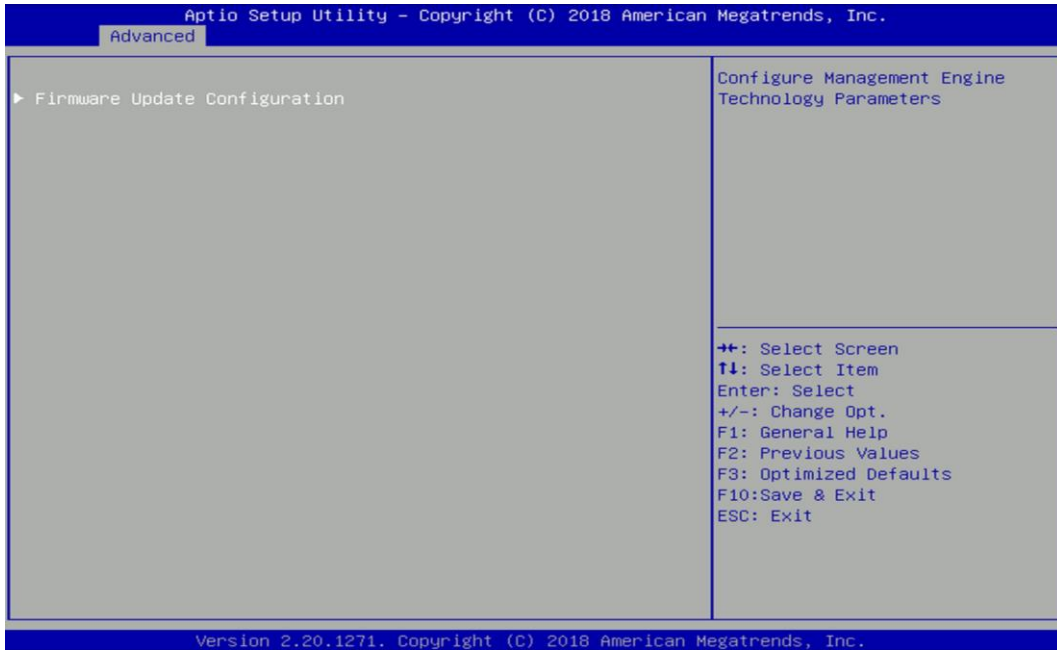 Aptio Setup Utility – Copyright (C) 2018 American Megatrends, Inc.
Advanced
▶ Firmware Update Configuration
Configure Management Engine
Technology Parameters
→←: Select Screen
↑↓: Select Item
Enter: Select
+/-: Change Opt.
F1: General Help
F2: Previous Values
F3: Optimized Defaults
F10:Save & Exit
ESC: Exit
Version 2.20.1271. Copyright (C) 2018 American Megatrends, Inc.